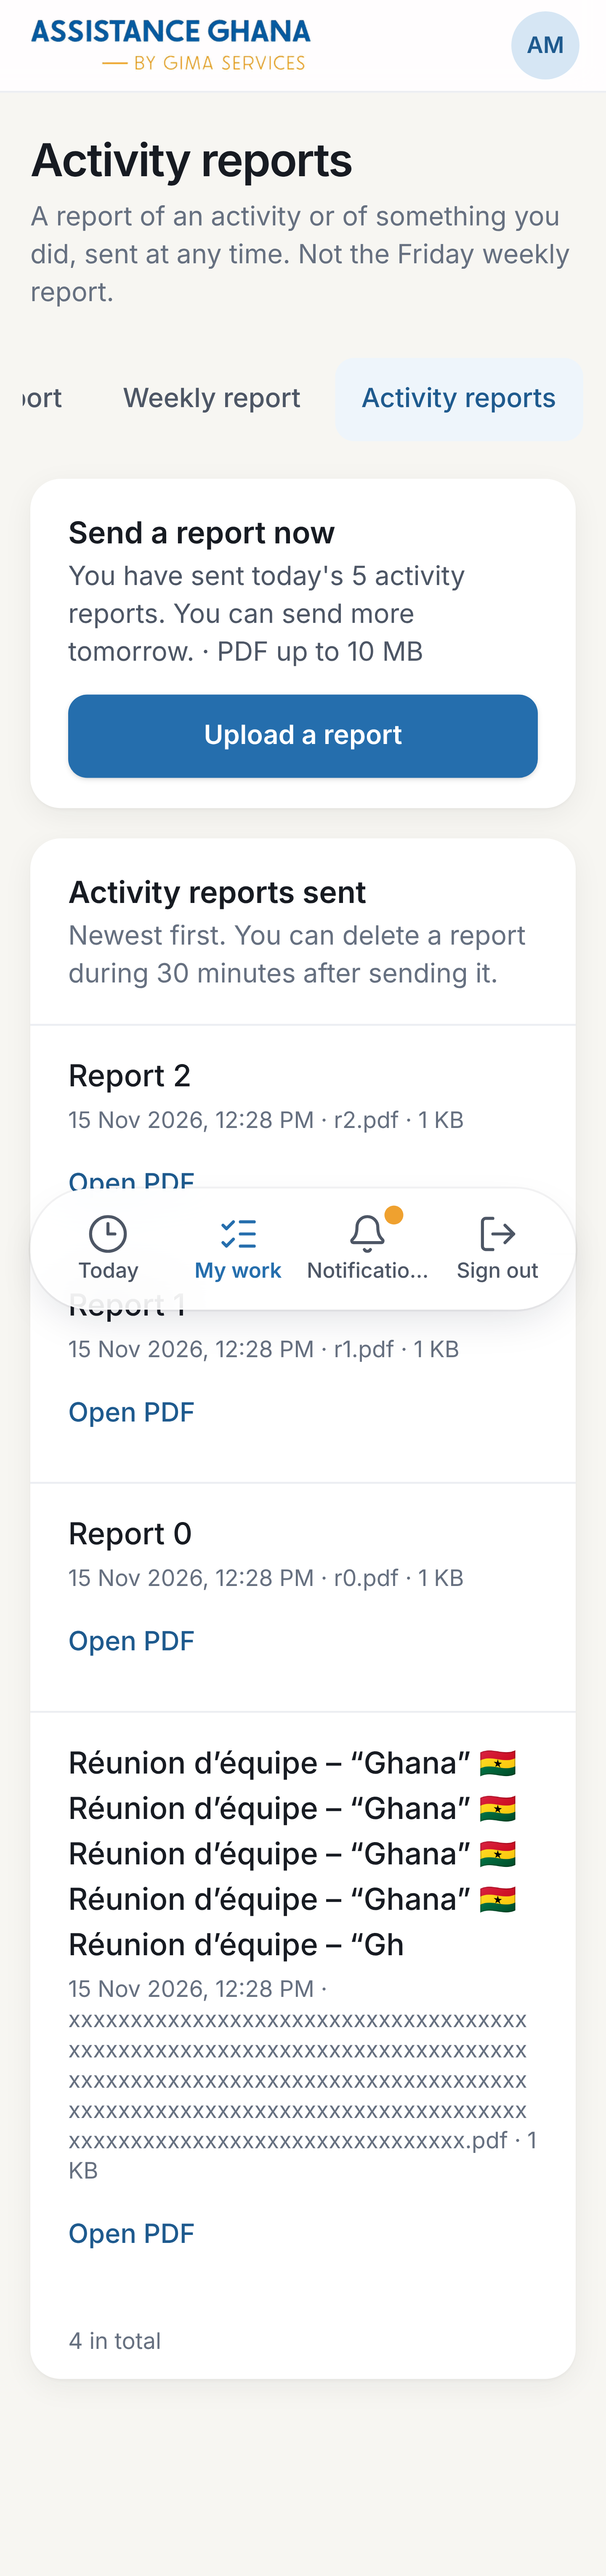 ASSISTANCE GHANA
BY GIMA SERVICES
AM
Activity reports
A report of an activity or of something you
did, sent at any time. Not the Friday weekly
report.
ort
Weekly report
Activity reports
Send a report now
You have sent today's 5 activity
reports. You can send more
tomorrow. · PDF up to 10 MB
Upload a report
Activity reports sent
Newest first. You can delete a report
during 30 minutes after sending it.
Report 2
15 Nov 2026, 12:28 PM · r2.pdf · 1 KB
Open PDF
Today
My work
Notificatio...
Sign out
Report 1
15 Nov 2026, 12:28 PM · r1.pdf · 1 KB
Open PDF
Report 0
15 Nov 2026, 12:28 PM · r0.pdf · 1 KB
Open PDF
Réunion d’équipe – “Ghana” 🇬🇭
Réunion d’équipe – “Ghana” 🇬🇭
Réunion d’équipe – “Ghana” 🇬🇭
Réunion d’équipe – “Ghana” 🇬🇭
Réunion d’équipe – “Gh
15 Nov 2026, 12:28 PM ·
xxxxxxxxxxxxxxxxxxxxxxxxxxxxxxxxxxxxx
xxxxxxxxxxxxxxxxxxxxxxxxxxxxxxxxxxxxx
xxxxxxxxxxxxxxxxxxxxxxxxxxxxxxxxxxxxx
xxxxxxxxxxxxxxxxxxxxxxxxxxxxxxxxxxxxx
xxxxxxxxxxxxxxxxxxxxxxxxxxxxxxxx.pdf · 1
KB
Open PDF
4 in total